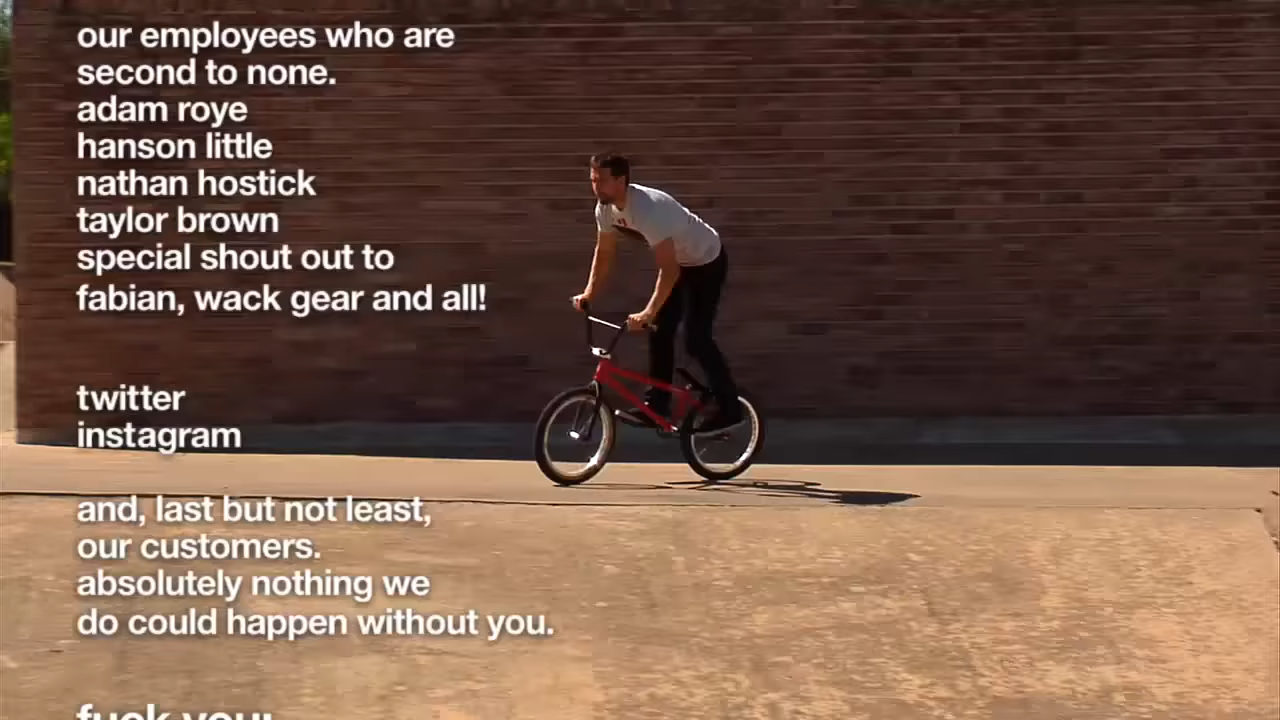 our employees who are
second to none.
adam roye
hanson little
nathan hostick
taylor brown
special shout out to
fabian, wack gear and all!
twitter
instagram
and, last but not least,
our customers.
absolutely nothing we
do could happen without you.
fuck you: